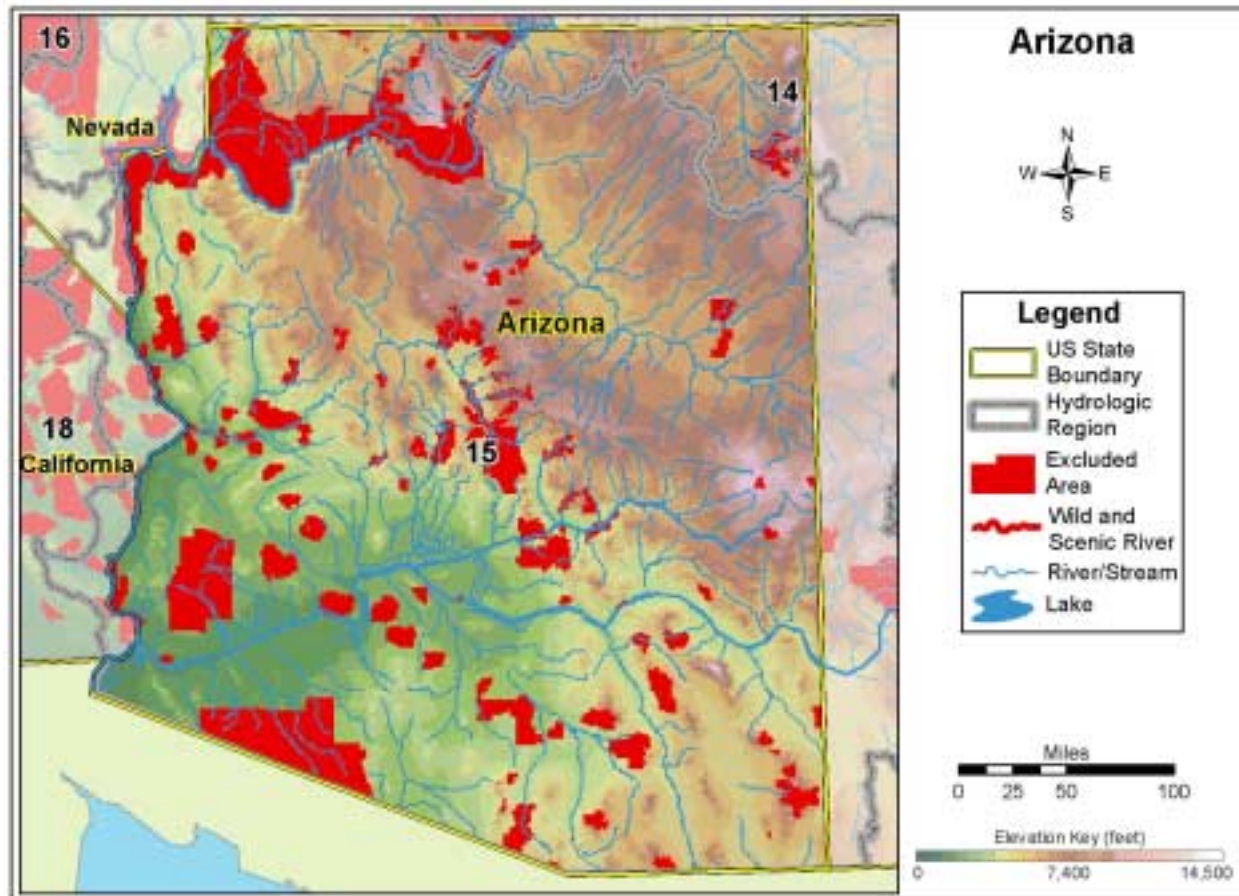 Arizona
16
14
Nevada
N
W E
S
Arizona
18
California
15
Legend
US State
Boundary
Hydrologic
Region
Excluded
Area
Wild and
Scenic River
River/Stream
Lake
Miles
0 25 50 100
Elevation Key (feet)
0 7,400 14,500